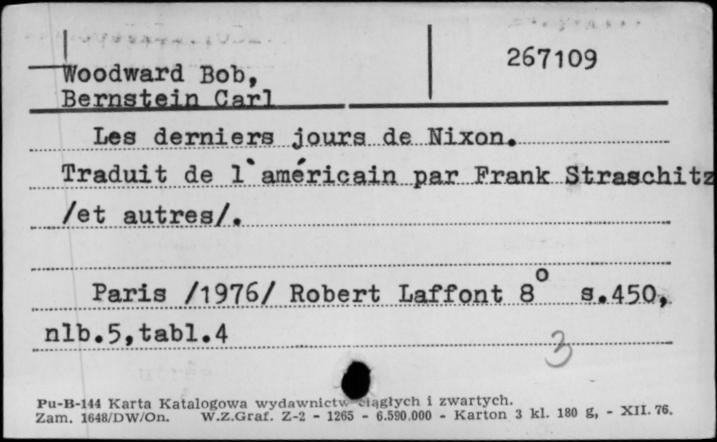 Woodward Bob, 267109
Bernstein Carl
Les derniers jours de Nixon.
Traduit de l`américain par Frank Straschitz
/et autres/.
Paris /1976/ Robert Laffont 8° s.450,
nlb.5,tabl.4
3
Pu-B-144 Karta Katalogowa wydawnictw ciągłych i zwartych.
Zam. 1648/DW/On. W.Z.Graf. Z-2 - 1265 - 6.590.000 - Karton 3 kl. 180 g, - XII. 76.